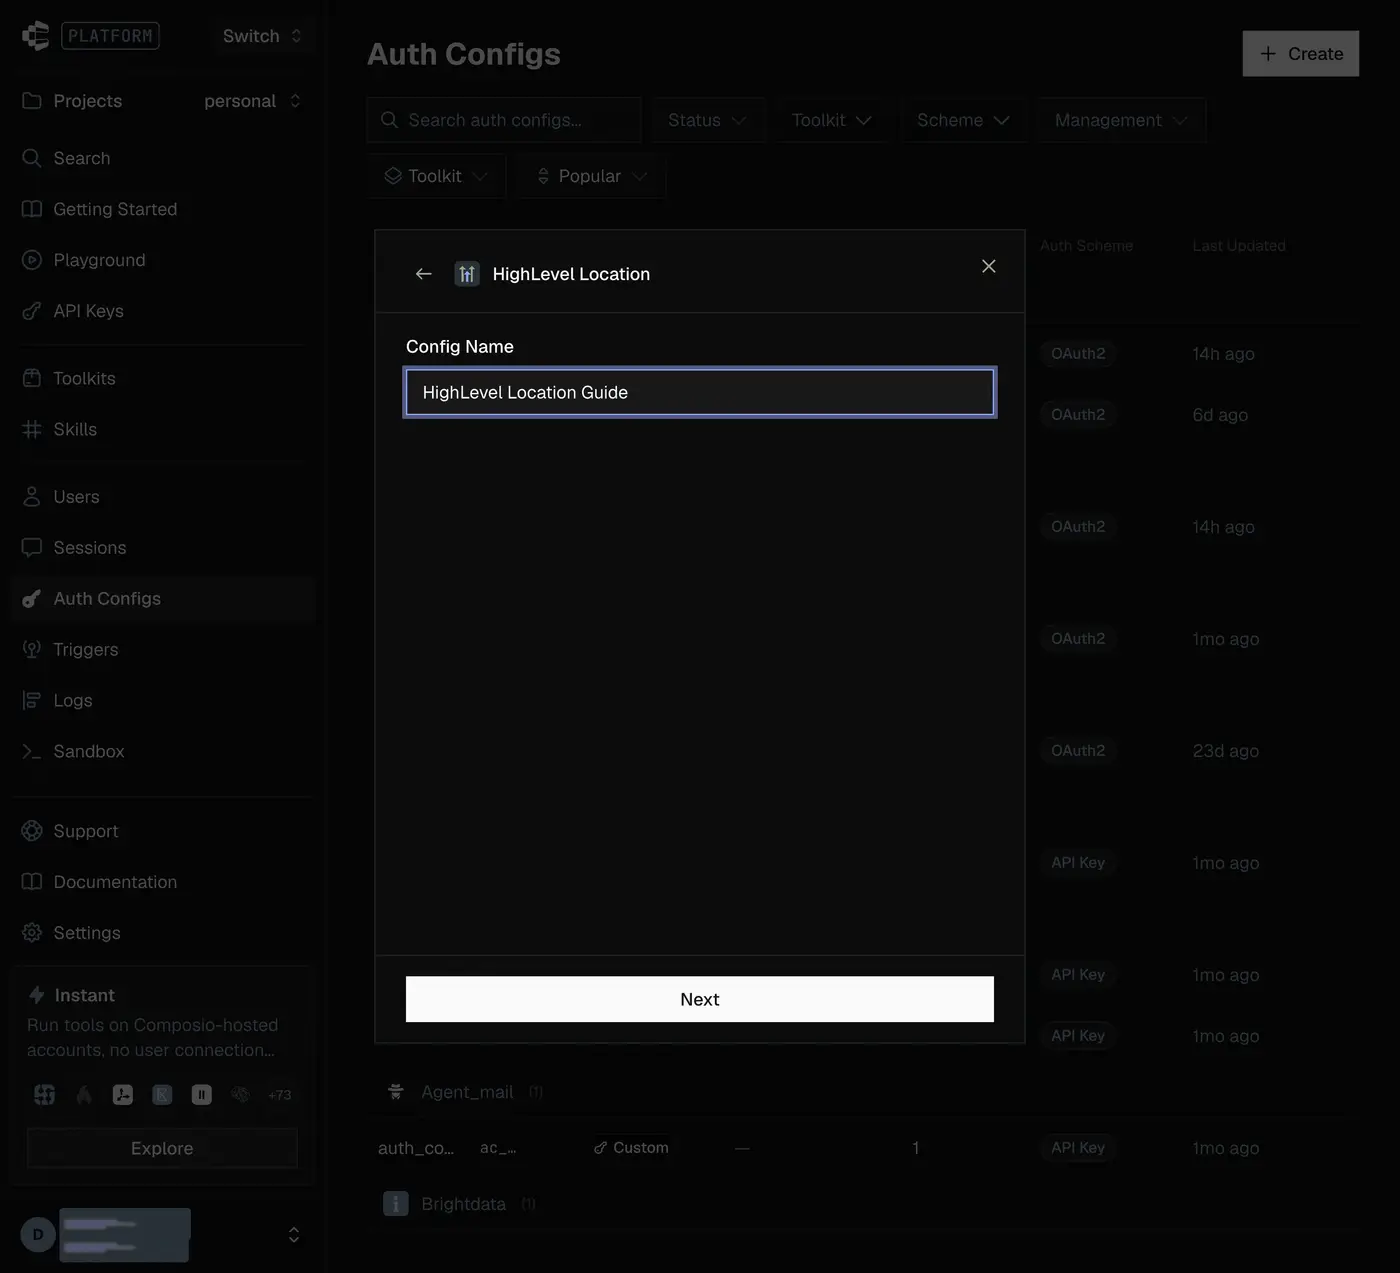 PLATFORM
Switch
Projects
personal
Search
Getting Started
Playground
API Keys
Toolkits
Skills
Users
Sessions
Auth Configs
Triggers
Logs
Sandbox
Support
Documentation
Settings
Instant
Run tools on Composio-hosted
accounts, no user connection...
+73
Explore
D
Auth Configs
Create
Search auth configs...
Status
Toolkit
Scheme
Management
Toolkit
Popular
Auth Scheme
Last Updated
HighLevel Location
Config Name
HighLevel Location Guide
Next
OAuth2
14h ago
OAuth2
6d ago
OAuth2
14h ago
OAuth2
1mo ago
OAuth2
23d ago
API Key
1mo ago
API Key
1mo ago
API Key
1mo ago
Agent_mail (1)
auth_co... ac_... Custom — 1 API Key 1mo ago
Brightdata (1)